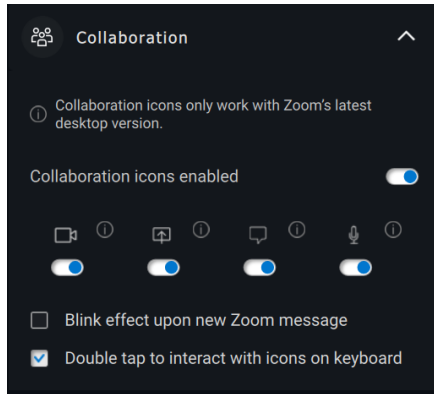 Collaboration
Collaboration icons only work with Zoom's latest
desktop version.
Collaboration icons enabled
Blink effect upon new Zoom message
Double tap to interact with icons on keyboard